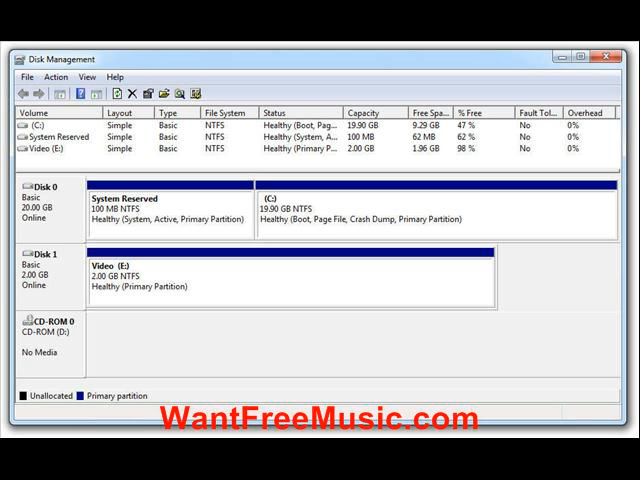 Disk Management
File Action View Help
Volume Layout Type File System Status Capacity Free Spa... % Free Fault Tol... Overhead
(C:) Simple Basic NTFS Healthy (Boot, Pag... 19.90 GB 9.29 GB 47 % No 0%
System Reserved Simple Basic NTFS Healthy (System, A... 100 MB 62 MB 62 % No 0%
Video (E:) Simple Basic NTFS Healthy (Primary P... 2.00 GB 1.96 GB 98 % No 0%
Disk 0
Basic
20.00 GB
Online
System Reserved
100 MB NTFS
Healthy (System, Active, Primary Partition)
(C:)
19.90 GB NTFS
Healthy (Boot, Page File, Crash Dump, Primary Partition)
Disk 1
Basic
2.00 GB
Online
Video (E:)
2.00 GB NTFS
Healthy (Primary Partition)
CD-ROM 0
CD-ROM (D:)
No Media
Unallocated Primary partition
WantFreeMusic.com